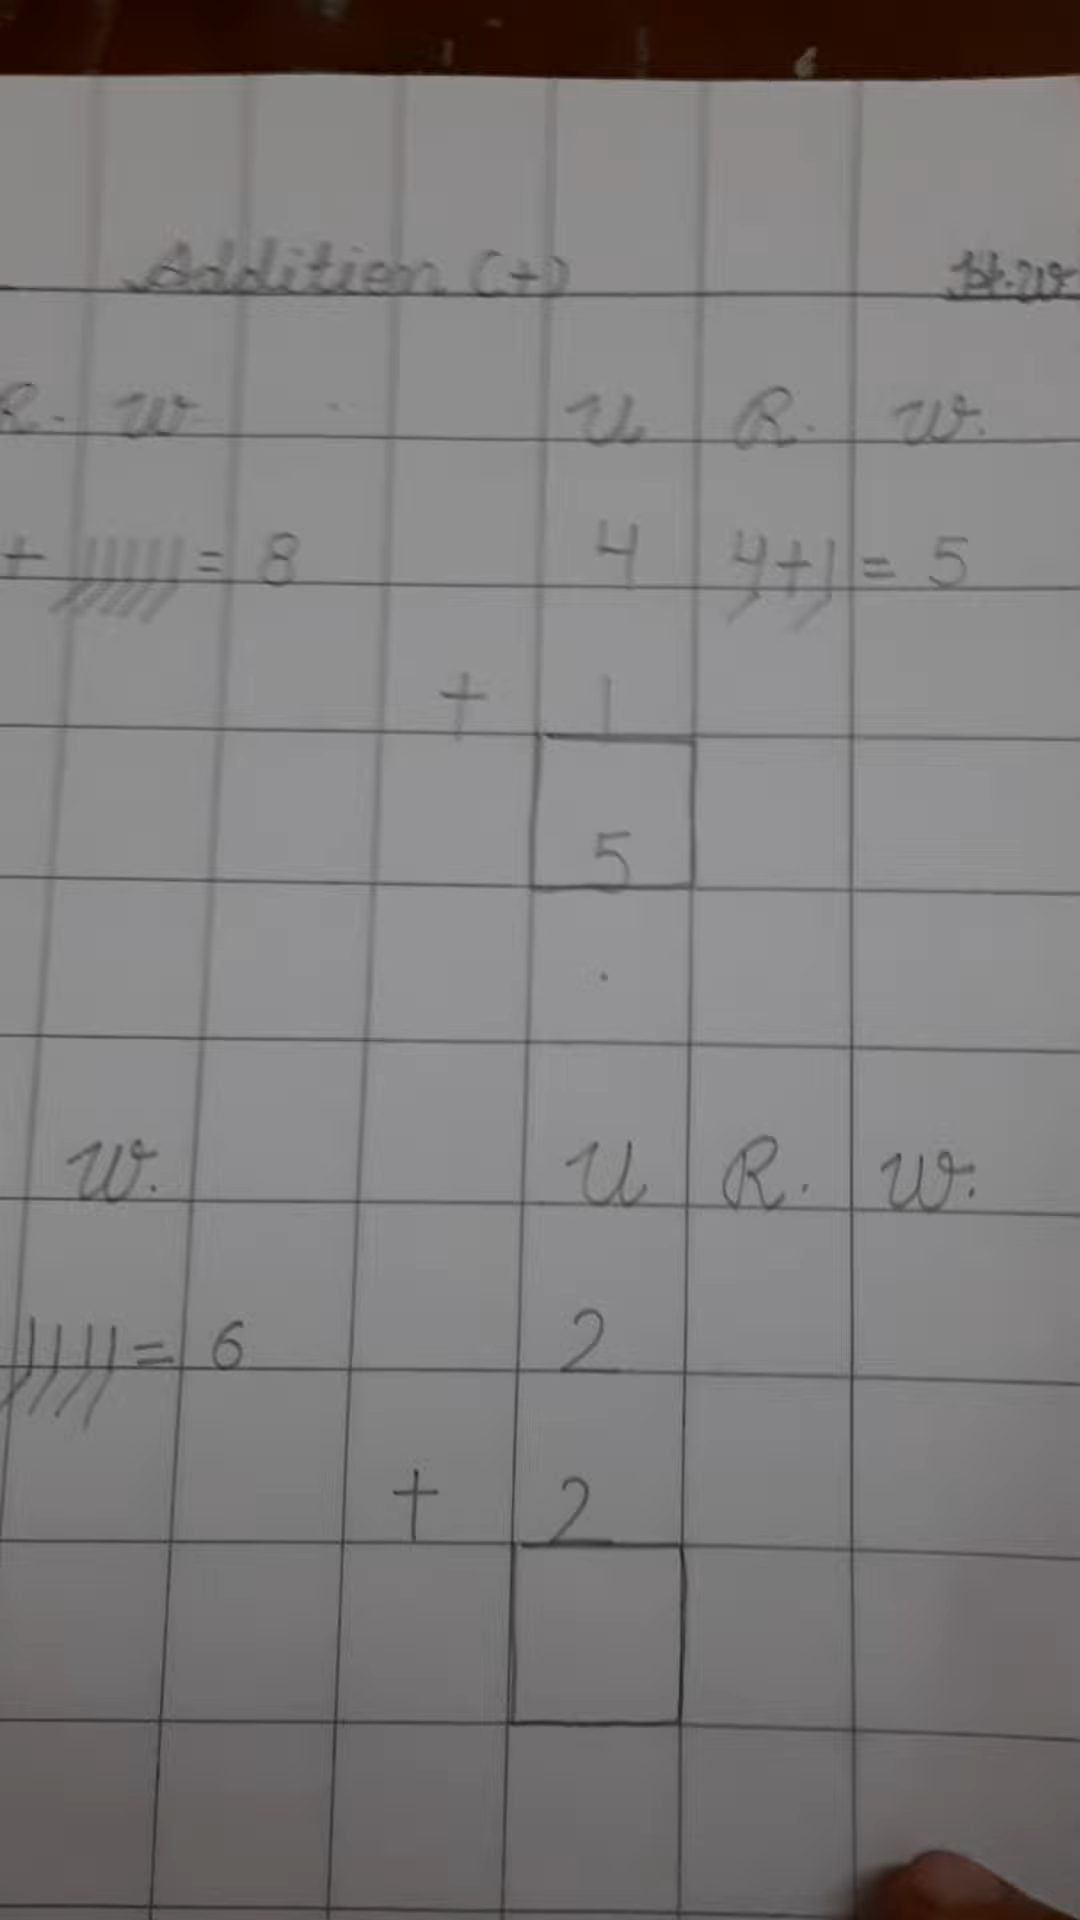 Addition (+) H.W
R. W U R. W.
+ |||||| = 8 4 4+1 = 5
+ 1
5
W. U R. W.
||||| = 6 2
+ 2